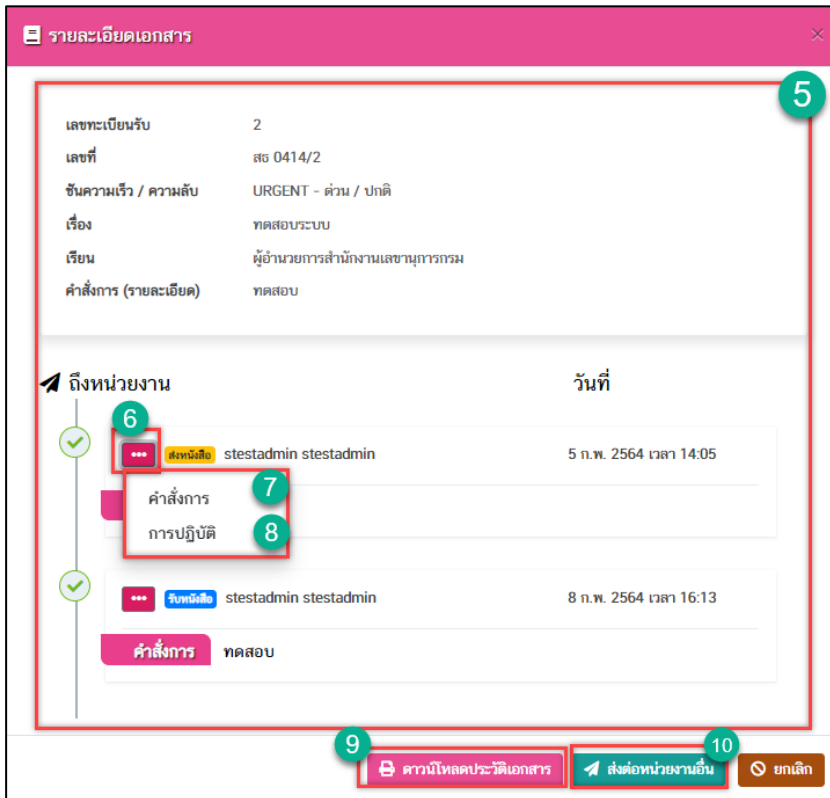 รายละเอียดเอกสาร ×
5
เลขทะเบียนรับ 2
เลขที่ สธ 0414/2
ชั้นความเร็ว / ความลับ URGENT - ด่วน / ปกติ
เรื่อง ทดสอบระบบ
เรียน ผู้อำนวยการสำนักงานเลขานุการกรม
คำสั่งการ (รายละเอียด) ทดสอบ
ถึงหน่วยงาน วันที่
6
ส่งหนังสือ stestadmin stestadmin 5 ก.พ. 2564 เวลา 14:05
คำสั่งการ 7
การปฏิบัติ 8
รับหนังสือ stestadmin stestadmin 8 ก.พ. 2564 เวลา 16:13
คำสั่งการ ทดสอบ
9 10
ดาวน์โหลดประวัติเอกสาร ส่งต่อหน่วยงานอื่น ยกเลิก